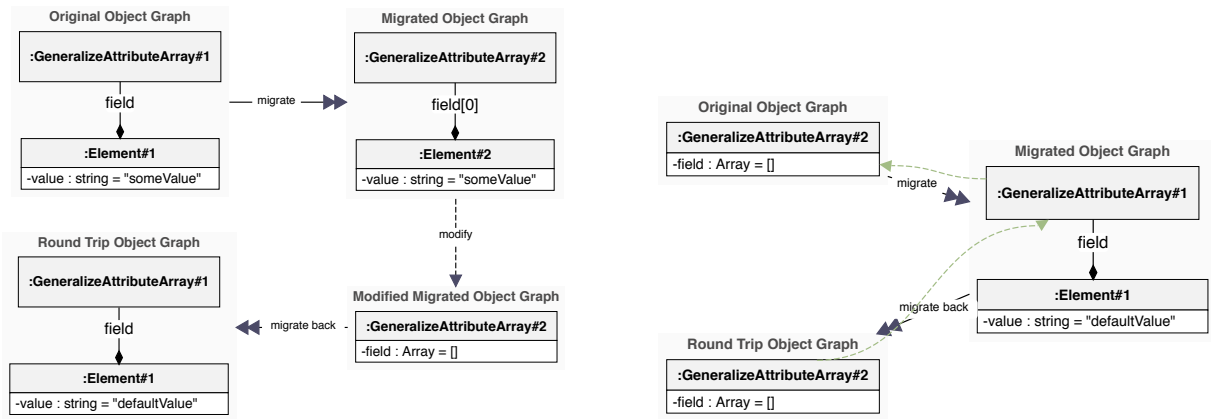 Original Object Graph
:GeneralizeAttributeArray#1
field
:Element#1
-value : string = "someValue"
migrate
Migrated Object Graph
:GeneralizeAttributeArray#2
field[0]
:Element#2
-value : string = "someValue"
modify
Modified Migrated Object Graph
:GeneralizeAttributeArray#2
-field : Array = []
migrate back
Round Trip Object Graph
:GeneralizeAttributeArray#1
field
:Element#1
-value : string = "defaultValue"
Original Object Graph
:GeneralizeAttributeArray#2
-field : Array = []
migrate
Migrated Object Graph
:GeneralizeAttributeArray#1
field
:Element#1
-value : string = "defaultValue"
migrate back
Round Trip Object Graph
:GeneralizeAttributeArray#2
-field : Array = []